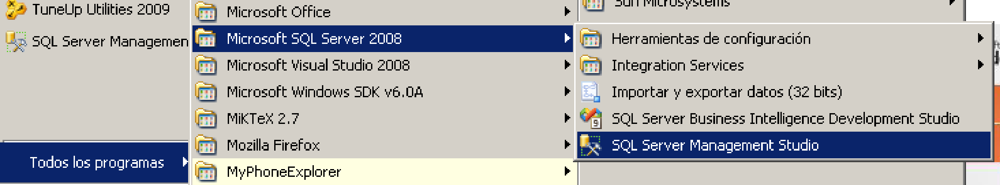 TuneUp Utilities 2009
SQL Server Managemen
Todos los programas
Microsoft Office
Microsoft SQL Server 2008
Microsoft Visual Studio 2008
Microsoft Windows SDK v6.0A
MiKTeX 2.7
Mozilla Firefox
MyPhoneExplorer
Sun Microsystems
Herramientas de configuración
Integration Services
Importar y exportar datos (32 bits)
SQL Server Business Intelligence Development Studio
SQL Server Management Studio